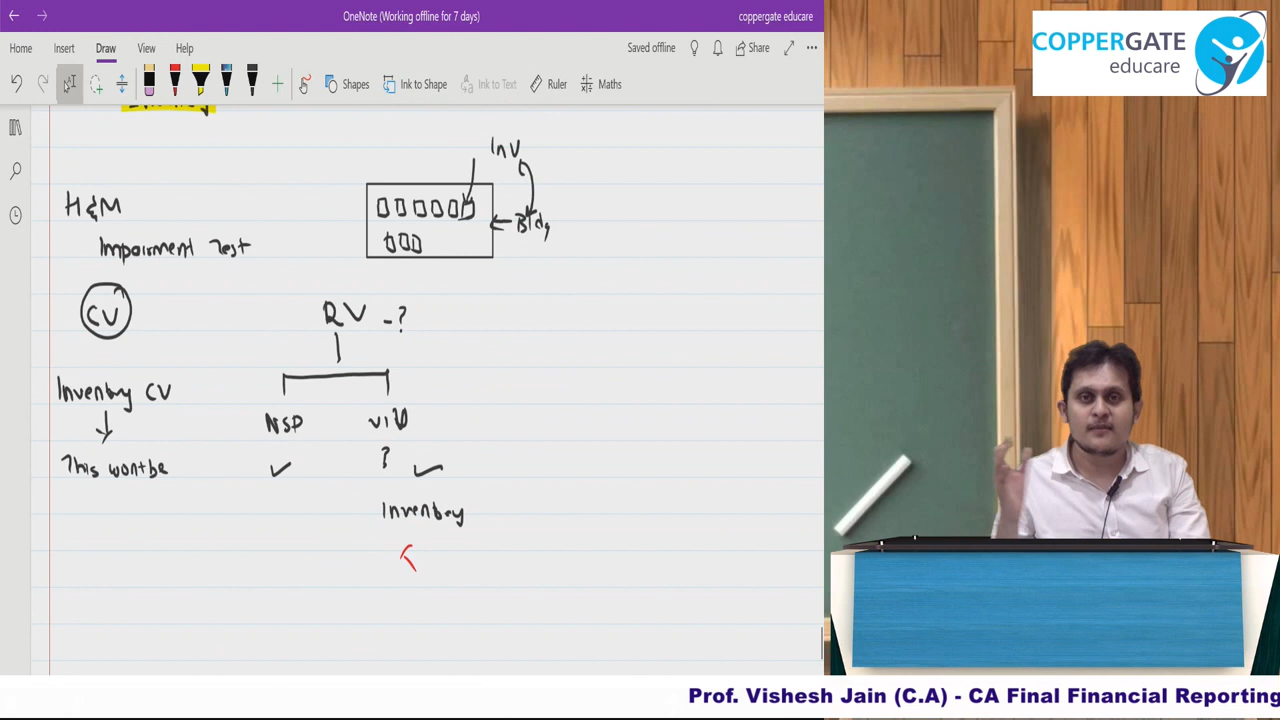 OneNote (Working offline for 7 days)
coppergate educare
Home Insert Draw View Help
Saved offline Share
Shapes Ink to Shape Ink to Text Ruler Maths
COPPERGATE
educare
Inv
H&M
Bldg
Impairment Test
CV
RV - ?
Inventory CV
NSP VIU
This wont be
?
Inventory
Prof. Vishesh Jain (C.A) - CA Final Financial Reporting